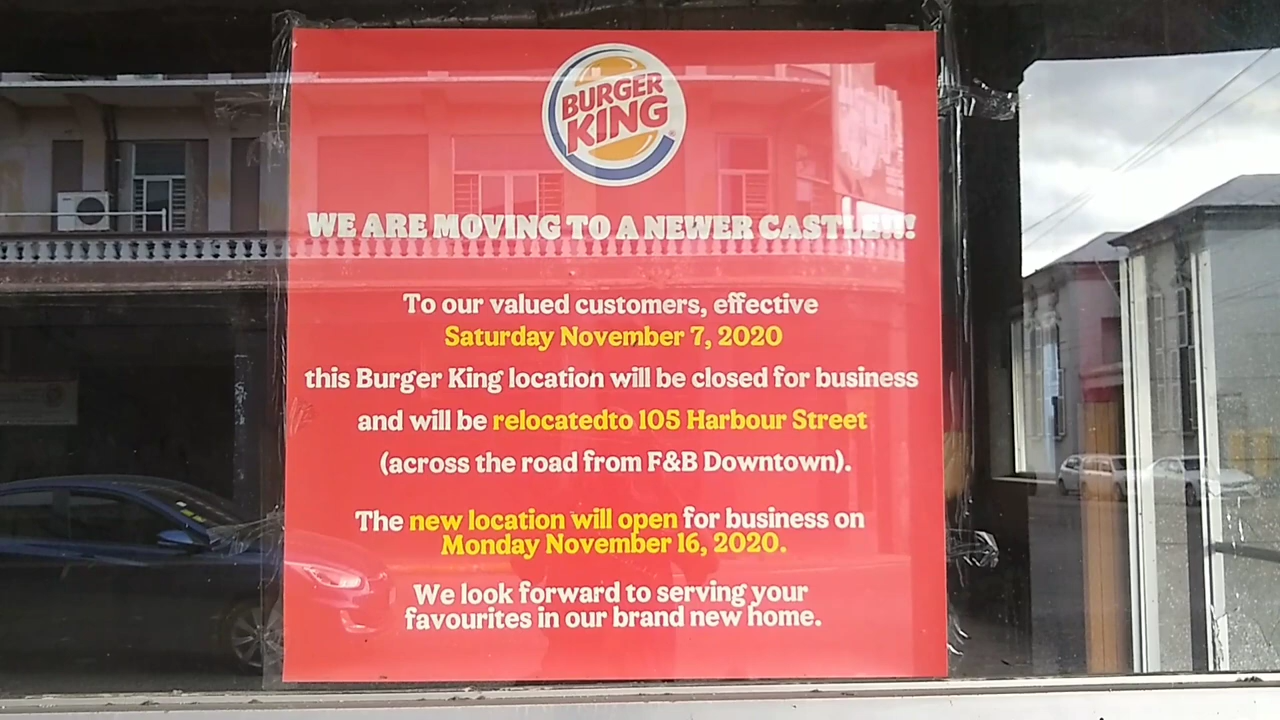 BURGER
KING
WE ARE MOVING TO A NEWER CASTLE!!!
To our valued customers, effective
Saturday November 7, 2020
this Burger King location will be closed for business
and will be relocatedto 105 Harbour Street
(across the road from F&B Downtown).
The new location will open for business on
Monday November 16, 2020.
We look forward to serving your
favourites in our brand new home.